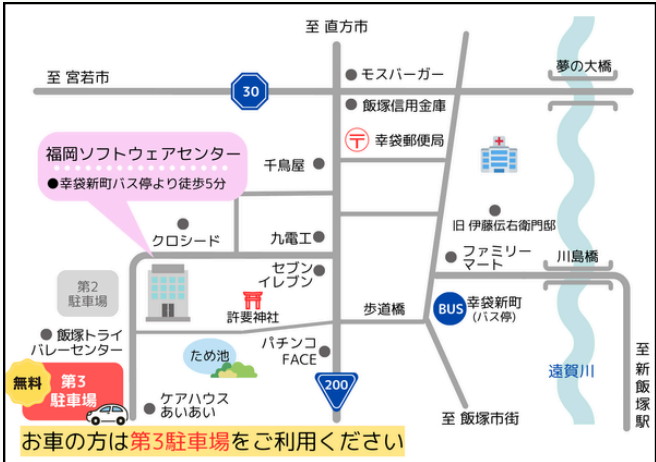 至 直方市
至 宮若市
30
モスバーガー
夢の大橋
飯塚信用金庫
幸袋郵便局
福岡ソフトウェアセンター
●幸袋新町バス停より徒歩5分
千鳥屋
クロシード
九電工
旧 伊藤伝右衛門邸
ファミリー
マート
川島橋
セブン
イレブン
第2
駐車場
許斐神社
歩道橋
BUS
幸袋新町
(バス停)
飯塚トライ
バレーセンター
ため池
パチンコ
FACE
無料
第3
駐車場
200
遠賀川
至 新飯塚駅
ケアハウス
あいあい
至 飯塚市街
お車の方は第3駐車場をご利用ください